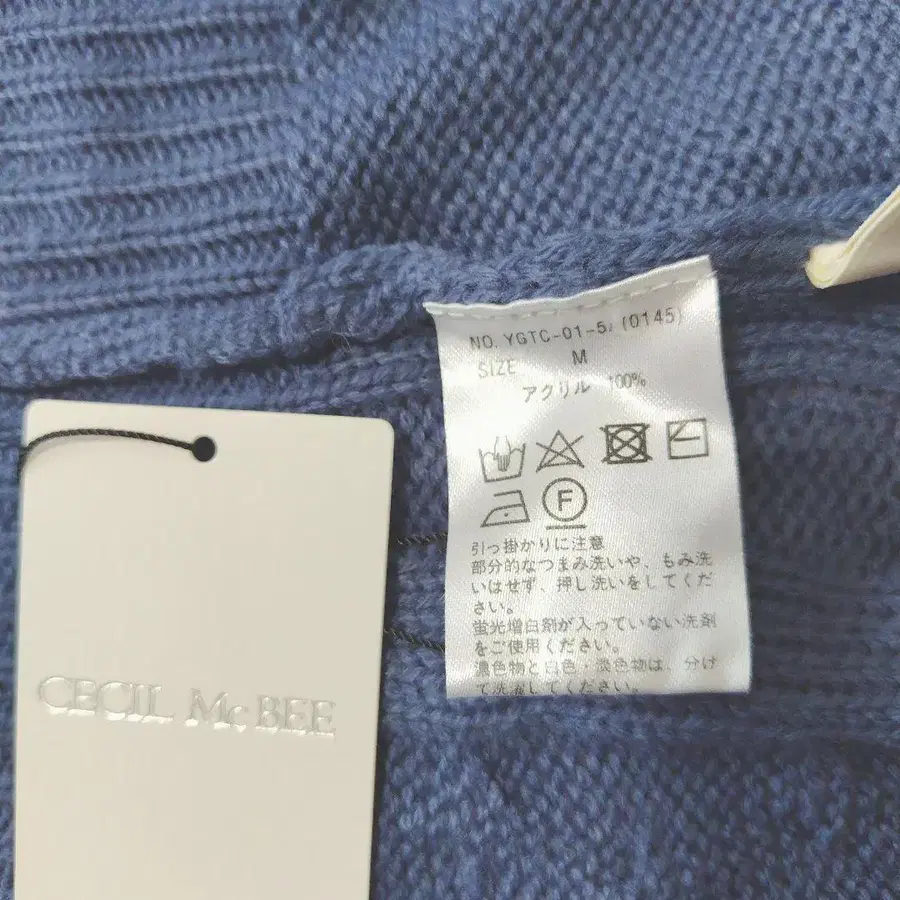 NO. YGTC-01-5/ (0145)
SIZE M
アクリル 100%
F
引っ掛かりに注意
部分的なつまみ洗いや、もみ洗
いはせず、押し洗いをしてくだ
さい。
蛍光増白剤が入っていない洗剤
をご使用ください。
濃色物と白色・淡色物は、分け
て洗濯してください。
CECIL McBEE